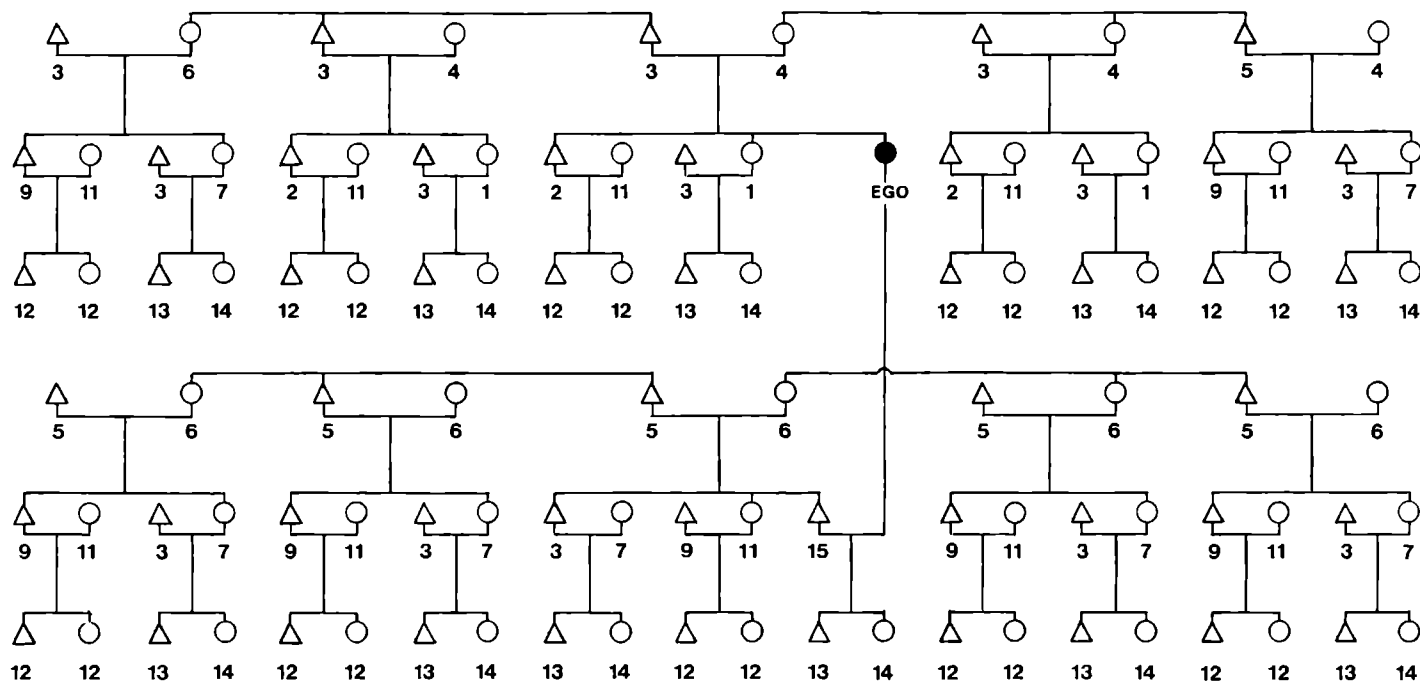 3 6 3 4 3 4 3 4 5 4
9 11 3 7 2 11 3 1 2 11 3 1 EGO 2 11 3 1 9 11 3 7
12 12 13 14 12 12 13 14 12 12 13 14 12 12 13 14 12 12 13 14
5 6 5 6 5 6 5 6 5 6
9 11 3 7 9 11 3 7 3 7 9 11 15 9 11 3 7 9 11 3 7
12 12 13 14 12 12 13 14 13 14 12 12 13 14 12 12 13 14 12 12 13 14